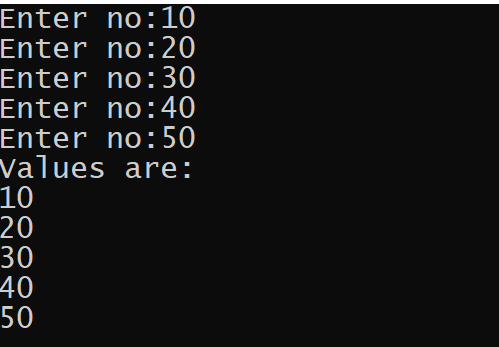 Enter no:10
Enter no:20
Enter no:30
Enter no:40
Enter no:50
Values are:
10
20
30
40
50